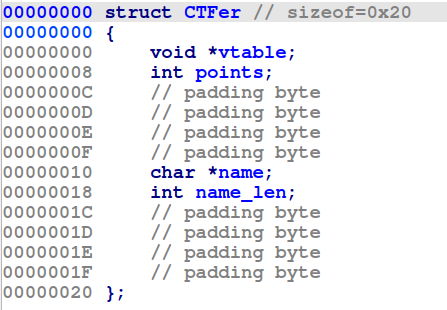 00000000 struct CTFer // sizeof=0x20
00000000 {
00000000     void *vtable;
00000008     int points;
0000000C     // padding byte
0000000D     // padding byte
0000000E     // padding byte
0000000F     // padding byte
00000010     char *name;
00000018     int name_len;
0000001C     // padding byte
0000001D     // padding byte
0000001E     // padding byte
0000001F     // padding byte
00000020 };